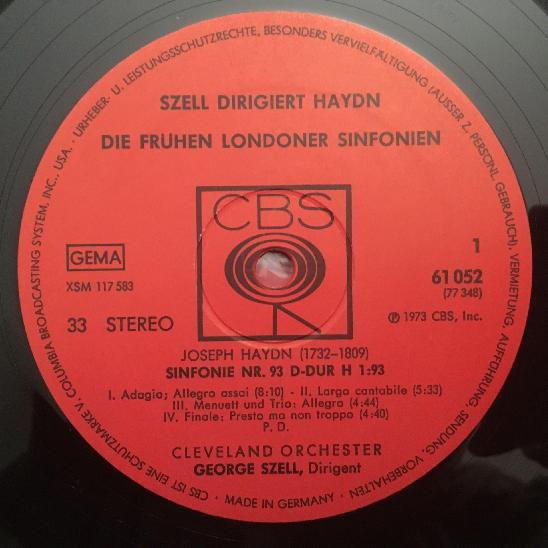 SZELL DIRIGIERT HAYDN
DIE FRUHEN LONDONER SINFONIEN
CBS
GEMA
XSM 117 583
33 STEREO
1
61 052
(77 348)
℗ 1973 CBS, Inc.
JOSEPH HAYDN (1732–1809)
SINFONIE NR. 93 D-DUR H 1:93
I. Adagio; Allegro assai (8:10) - II. Largo cantabile (5:33)
III. Menuett und Trio: Allegro (4:44)
IV. Finale: Presto ma non troppo (4:40)
P. D.
CLEVELAND ORCHESTER
GEORGE SZELL, Dirigent
URHEBER- U. LEISTUNGSSCHUTZRECHTE, BESONDERS VERVIELFÄLTIGUNG (AUSSER Z. PERSÖNL. GEBRAUCH), VERMIETUNG, AUFFÜHRUNG, SENDUNG, VORBEHALTEN · MADE IN GERMANY · CBS IST EINE SCHUTZMARKE V. COLUMBIA BROADCASTING SYSTEM, INC., USA. ·